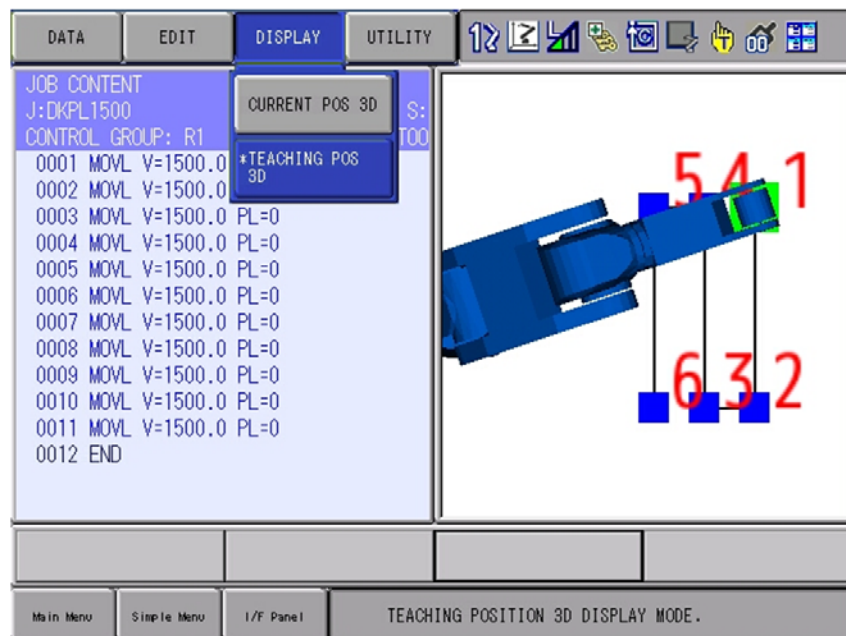 DATA EDIT DISPLAY UTILITY
JOB CONTENT
J:DKPL1500 S:
CONTROL GROUP: R1 TOO
CURRENT POS 3D
*TEACHING POS
3D
0001 MOVL V=1500.0
0002 MOVL V=1500.0
0003 MOVL V=1500.0 PL=0
0004 MOVL V=1500.0 PL=0
0005 MOVL V=1500.0 PL=0
0006 MOVL V=1500.0 PL=0
0007 MOVL V=1500.0 PL=0
0008 MOVL V=1500.0 PL=0
0009 MOVL V=1500.0 PL=0
0010 MOVL V=1500.0 PL=0
0011 MOVL V=1500.0 PL=0
0012 END
5 4 1
6 3 2
Main Menu Simple Menu I/F Panel TEACHING POSITION 3D DISPLAY MODE.